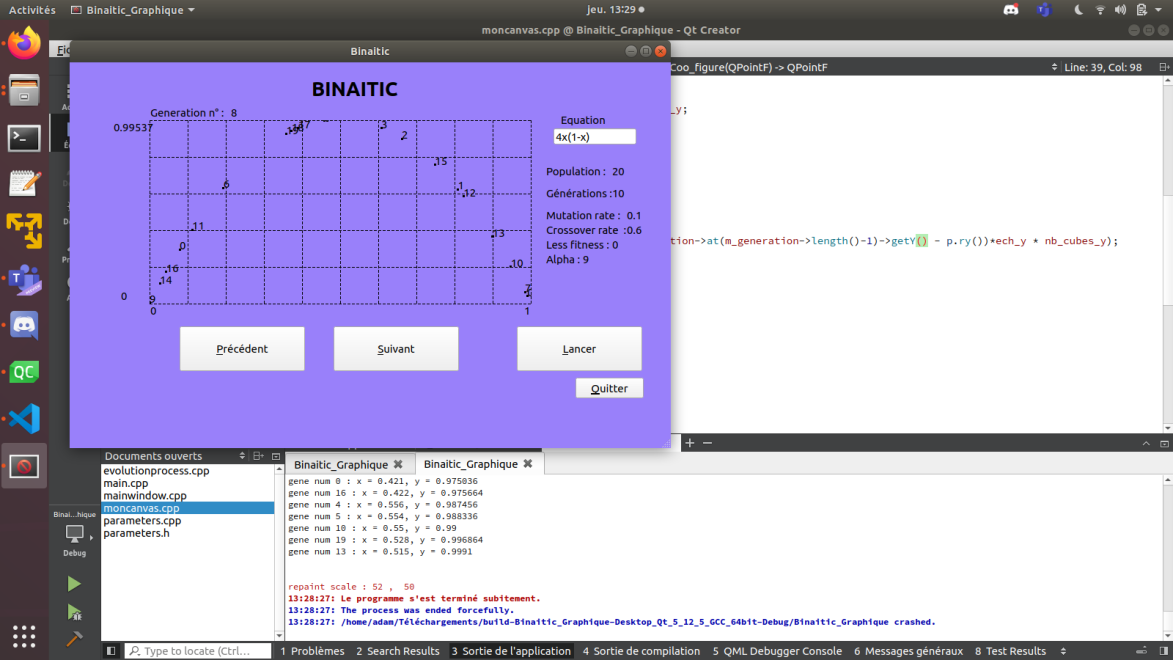 Activités
Binaitic_Graphique
jeu. 13:29
moncanvas.cpp @ Binaitic_Graphique - Qt Creator
Binaitic
Coo_figure(QPointF) -> QPointF
Line: 39, Col: 98
_y;
tion->at(m_generation->length()-1)->getY() - p.ry())*ech_y * nb_cubes_y);
BINAITIC
Generation n° : 8
0.99537
3
2
15
1
12
6
11
13
0
10
16
14
9
0
0
1
Equation
4x(1-x)
Population : 20
Générations :10
Mutation rate : 0.1
Crossover rate :0.6
Less fitness : 0
Alpha : 9
Précédent
Suivant
Lancer
Quitter
Documents ouverts
evolutionprocess.cpp
main.cpp
mainwindow.cpp
moncanvas.cpp
parameters.cpp
parameters.h
Binai...hique
Debug
Binaitic_Graphique
Binaitic_Graphique
gene num 0 : x = 0.421, y = 0.975036
gene num 16 : x = 0.422, y = 0.975664
gene num 4 : x = 0.556, y = 0.987456
gene num 5 : x = 0.554, y = 0.988336
gene num 10 : x = 0.55, y = 0.99
gene num 19 : x = 0.528, y = 0.996864
gene num 13 : x = 0.515, y = 0.9991
repaint scale : 52 , 50
13:28:27: Le programme s'est terminé subitement.
13:28:27: The process was ended forcefully.
13:28:27: /home/adam/Téléchargements/build-Binaitic_Graphique-Desktop_Qt_5_12_5_GCC_64bit-Debug/Binaitic_Graphique crashed.
Type to locate (Ctrl...
1 Problèmes
2 Search Results
3 Sortie de l'application
4 Sortie de compilation
5 QML Debugger Console
6 Messages généraux
8 Test Results